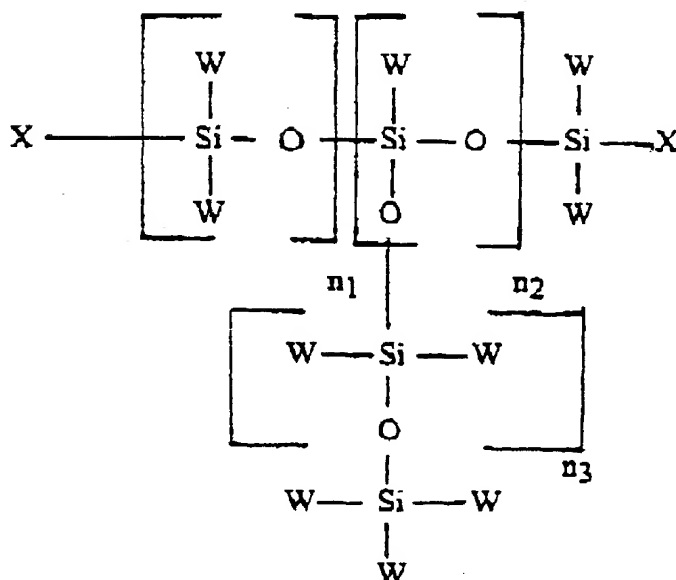 W W W
X Si O Si O Si X
W O W
n1 n2
W Si W
O
n3
W Si W
W